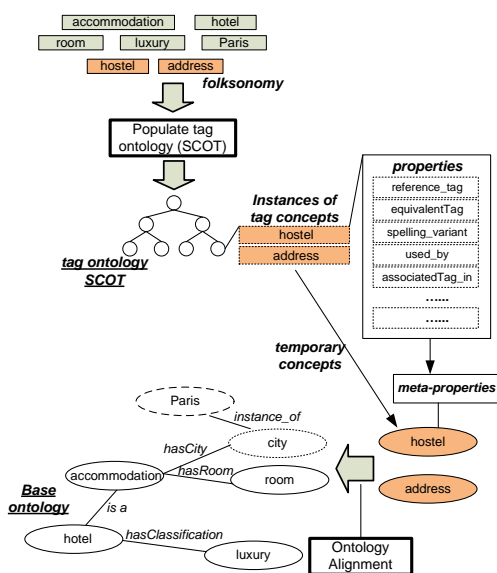 accommodation
hotel
room
luxury
Paris
hostel
address
folksonomy
Populate tag
ontology (SCOT)
properties
reference_tag
equivalentTag
spelling_variant
used_by
associatedTag_in
......
......
Instances of
tag concepts
hostel
address
tag ontology
SCOT
temporary
concepts
meta-properties
Paris
instance_of
hostel
hasCity
city
accommodation
hasRoom
room
address
Base
ontology
is a
hotel
hasClassification
luxury
Ontology
Alignment